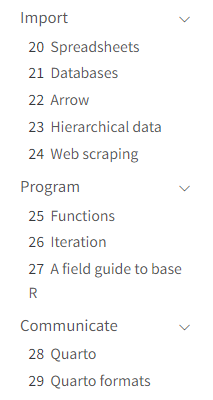 Import
20 Spreadsheets
21 Databases
22 Arrow
23 Hierarchical data
24 Web scraping
Program
25 Functions
26 Iteration
27 A field guide to base
R
Communicate
28 Quarto
29 Quarto formats